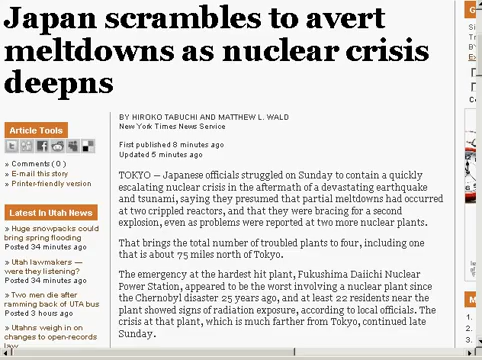 Japan scrambles to avert
meltdowns as nuclear crisis
deepns
BY HIROKO TABUCHI AND MATTHEW L. WALD
New York Times News Service
First published 8 minutes ago
Updated 5 minutes ago
TOKYO — Japanese officials struggled on Sunday to contain a quickly
escalating nuclear crisis in the aftermath of a devastating earthquake
and tsunami, saying they presumed that partial meltdowns had occurred
at two crippled reactors, and that they were bracing for a second
explosion, even as problems were reported at two more nuclear plants.
That brings the total number of troubled plants to four, including one
that is about 75 miles north of Tokyo.
The emergency at the hardest hit plant, Fukushima Daiichi Nuclear
Power Station, appeared to be the worst involving a nuclear plant since
the Chernobyl disaster 25 years ago, and at least 22 residents near the
plant showed signs of radiation exposure, according to local officials. The
crisis at that plant, which is much farther from Tokyo, continued late
Sunday.
Article Tools
» Comments ( 0 )
» E-mail this story
» Printer-friendly version
Latest In Utah News
» Huge snowpacks could
bring spring flooding
Posted 34 minutes ago
» Utah lawmakers —
were they listening?
Posted 34 minutes ago
» Two men die after
ramming back of UTA bus
Posted 3 hours ago
» Utahns weigh in on
changes to open-records
law
G
Si
Tr
B
Ex
Co
M
1.
2.
3.